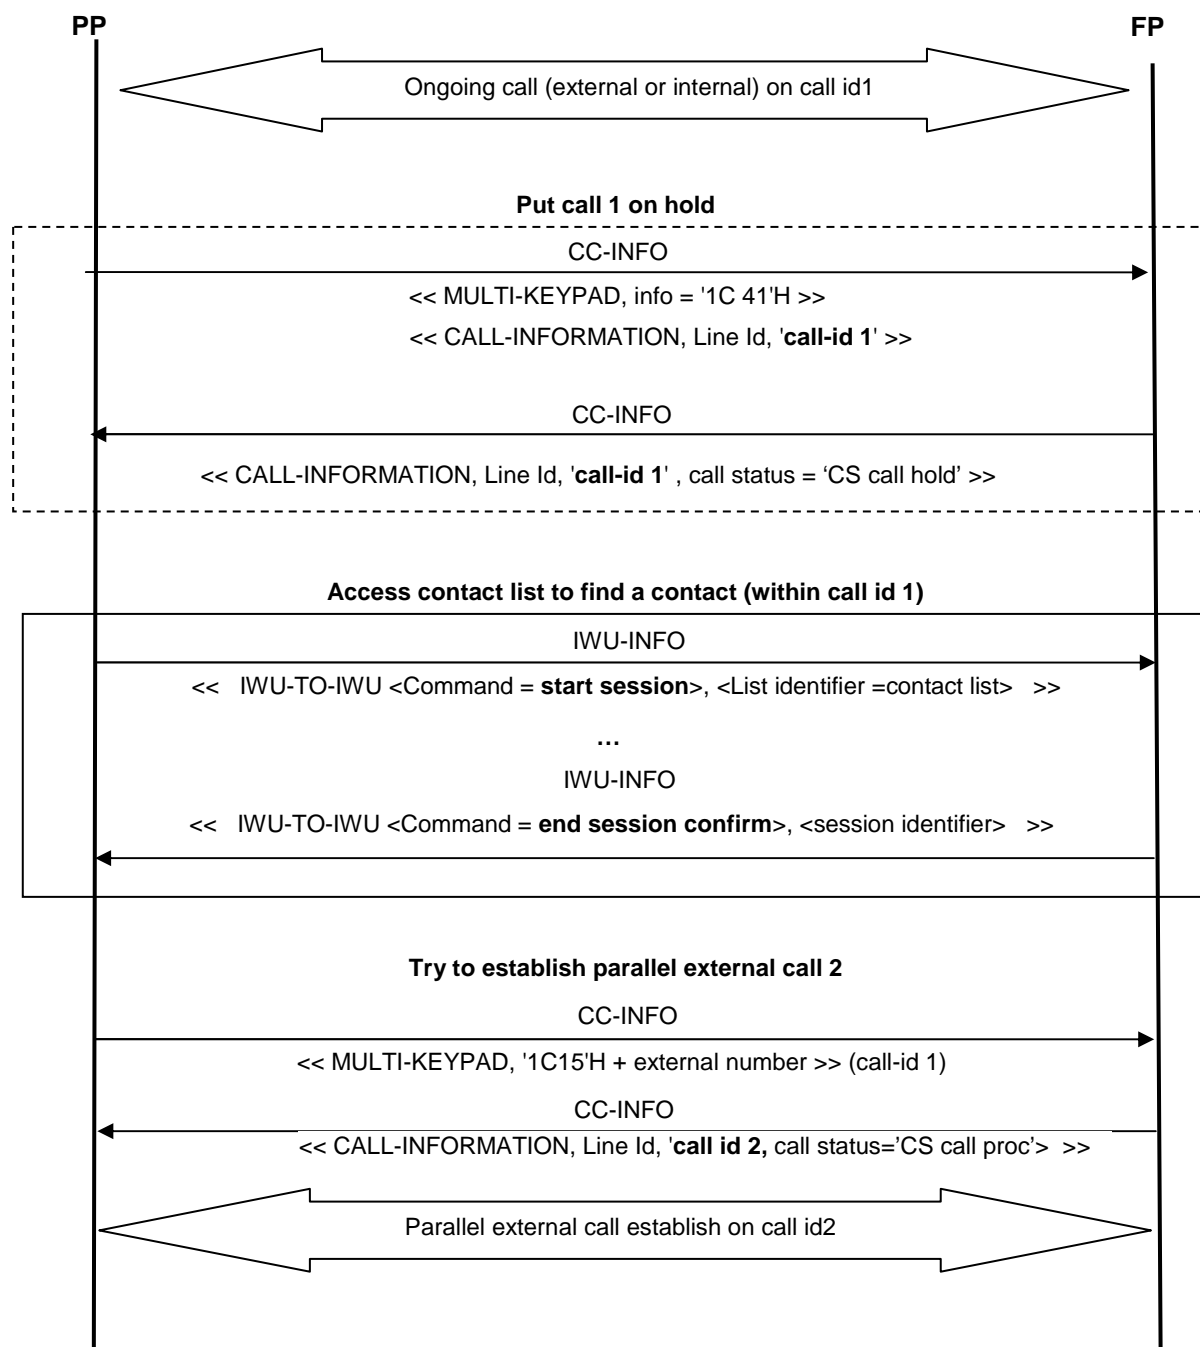 PP FP
Ongoing call (external or internal) on call id1
Put call 1 on hold
CC-INFO
<< MULTI-KEYPAD, info = '1C 41'H >>
<< CALL-INFORMATION, Line Id, 'call-id 1' >>
CC-INFO
<< CALL-INFORMATION, Line Id, 'call-id 1' , call status = ‘CS call hold’ >>
Access contact list to find a contact (within call id 1)
IWU-INFO
<< IWU-TO-IWU <Command = start session>, <List identifier =contact list> >>
...
IWU-INFO
<< IWU-TO-IWU <Command = end session confirm>, <session identifier> >>
Try to establish parallel external call 2
CC-INFO
<< MULTI-KEYPAD, '1C15'H + external number >> (call-id 1)
CC-INFO
<< CALL-INFORMATION, Line Id, 'call id 2, call status=’CS call proc’> >>
Parallel external call establish on call id2